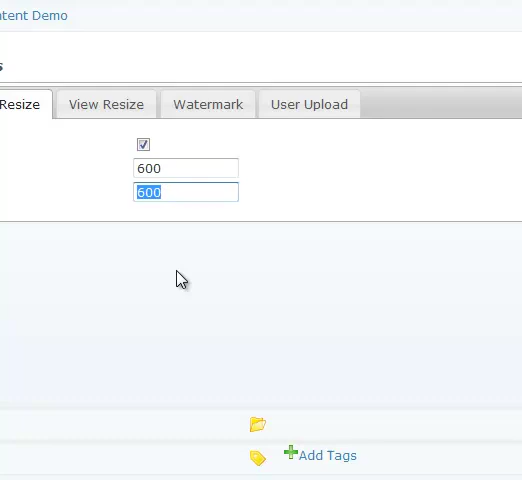 tent Demo
s
Resize View Resize Watermark User Upload
600
600
Add Tags